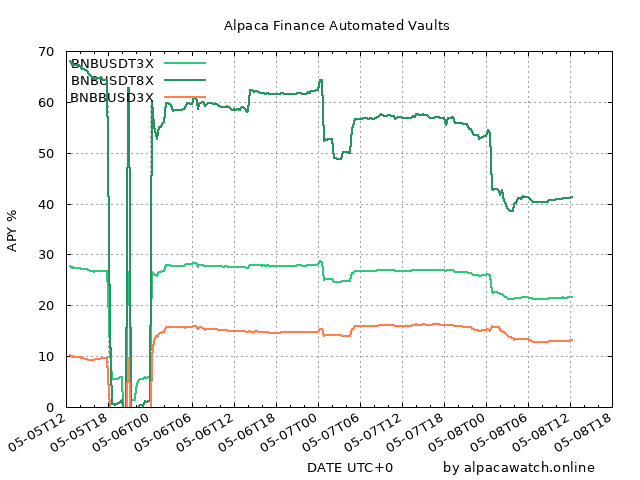 Alpaca Finance Automated Vaults
70
60
50
40
30
20
10
0
APY %
BNBUSDT3X
BNBUSDT8X
BNBBUSD3X
05-05T12
05-05T18
05-06T00
05-06T06
05-06T12
05-06T18
05-07T00
05-07T06
05-07T12
05-07T18
05-08T00
05-08T06
05-08T12
05-08T18
DATE UTC+0
by alpacawatch.online